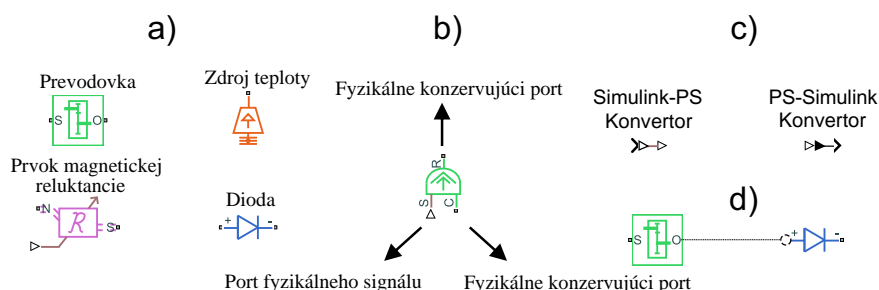 a)
b)
c)
Prevodovka
Zdroj teploty
Fyzikálne konzervujúci port
Simulink-PS
Konvertor
PS-Simulink
Konvertor
S
O
Prvok magnetickej
reluktancie
N
R
S
Dioda
+
-
R
S
C
d)
S
O
+
-
Port fyzikálneho signálu
Fyzikálne konzervujúci port